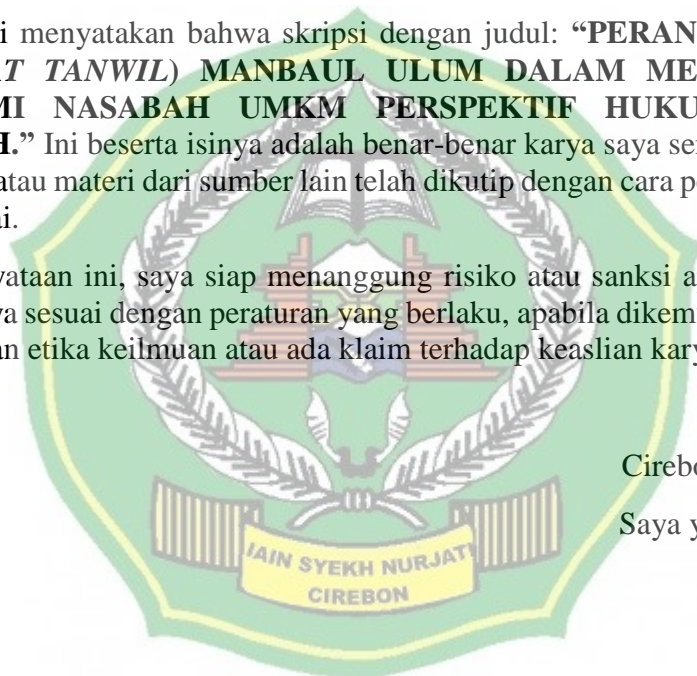 i menyatakan bahwa skripsi dengan judul: “PERAN
T TANWIL) MANBAUL ULUM DALAM ME
MI NASABAH UMKM PERSPEKTIF HUKU
H.” Ini beserta isinya adalah benar-benar karya saya se
atau materi dari sumber lain telah dikutip dengan cara p
ai.
yataan ini, saya siap menanggung risiko atau sanksi a
ya sesuai dengan peraturan yang berlaku, apabila dikem
an etika keilmuan atau ada klaim terhadap keaslian kary
Cirebo
Saya y
IAIN SYEKH NURJATI
CIREBON